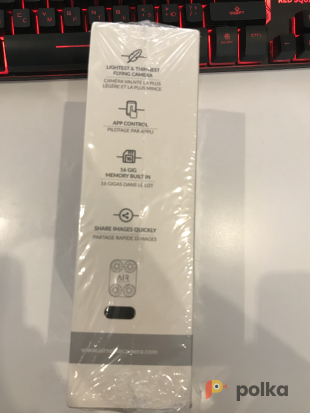 LIGHTEST & THINNEST
FLYING CAMERA
CAMÉRA VOLANTE LA PLUS
LÉGÈRE ET LA PLUS MINCE
APP CONTROL
PILOTAGE PAR APPLI
16 GIG
MEMORY BUILT IN
16 GIGAS DANS LE LOT
SHARE IMAGES QUICKLY
PARTAGE RAPIDE D'IMAGES
AIR
polka